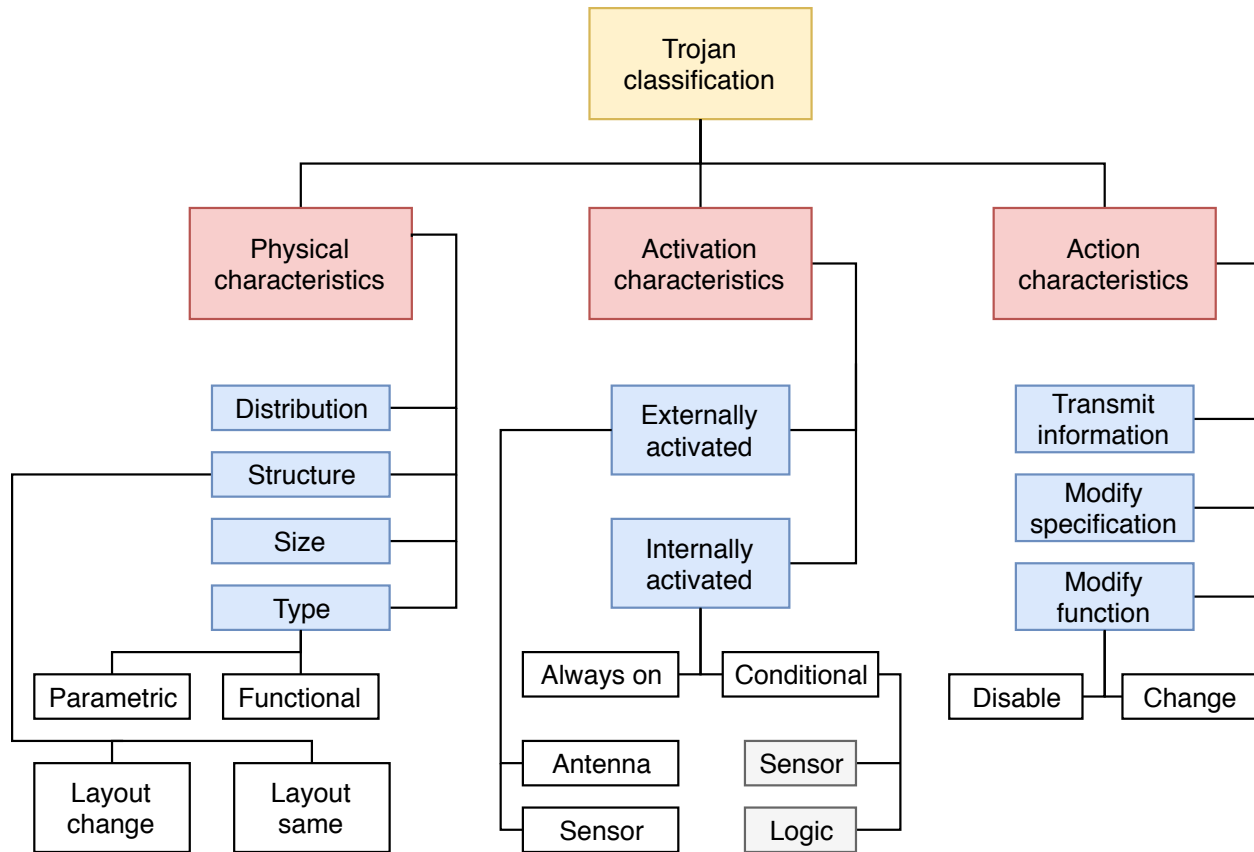 Trojan
classification
Physical
characteristics
Activation
characteristics
Action
characteristics
Distribution
Structure
Size
Type
Parametric
Functional
Layout
change
Layout
same
Externally
activated
Internally
activated
Always on
Conditional
Antenna
Sensor
Sensor
Logic
Transmit
information
Modify
specification
Modify
function
Disable
Change